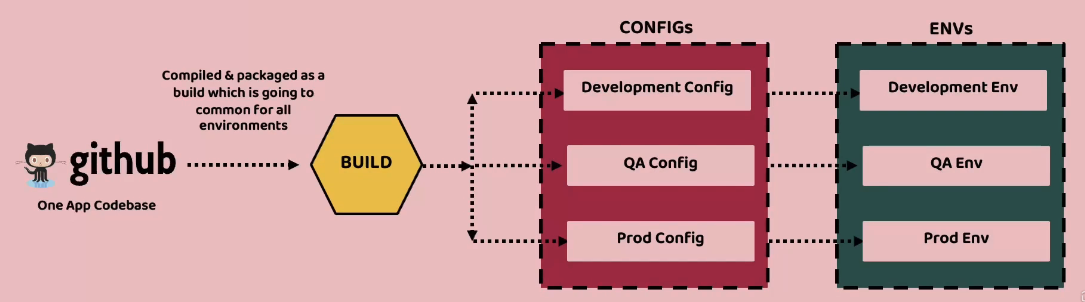 CONFIGs
ENVs
Compiled & packaged as a
build which is going to
common for all
environments
Development Config
Development Env
github
BUILD
QA Config
QA Env
One App Codebase
Prod Config
Prod Env